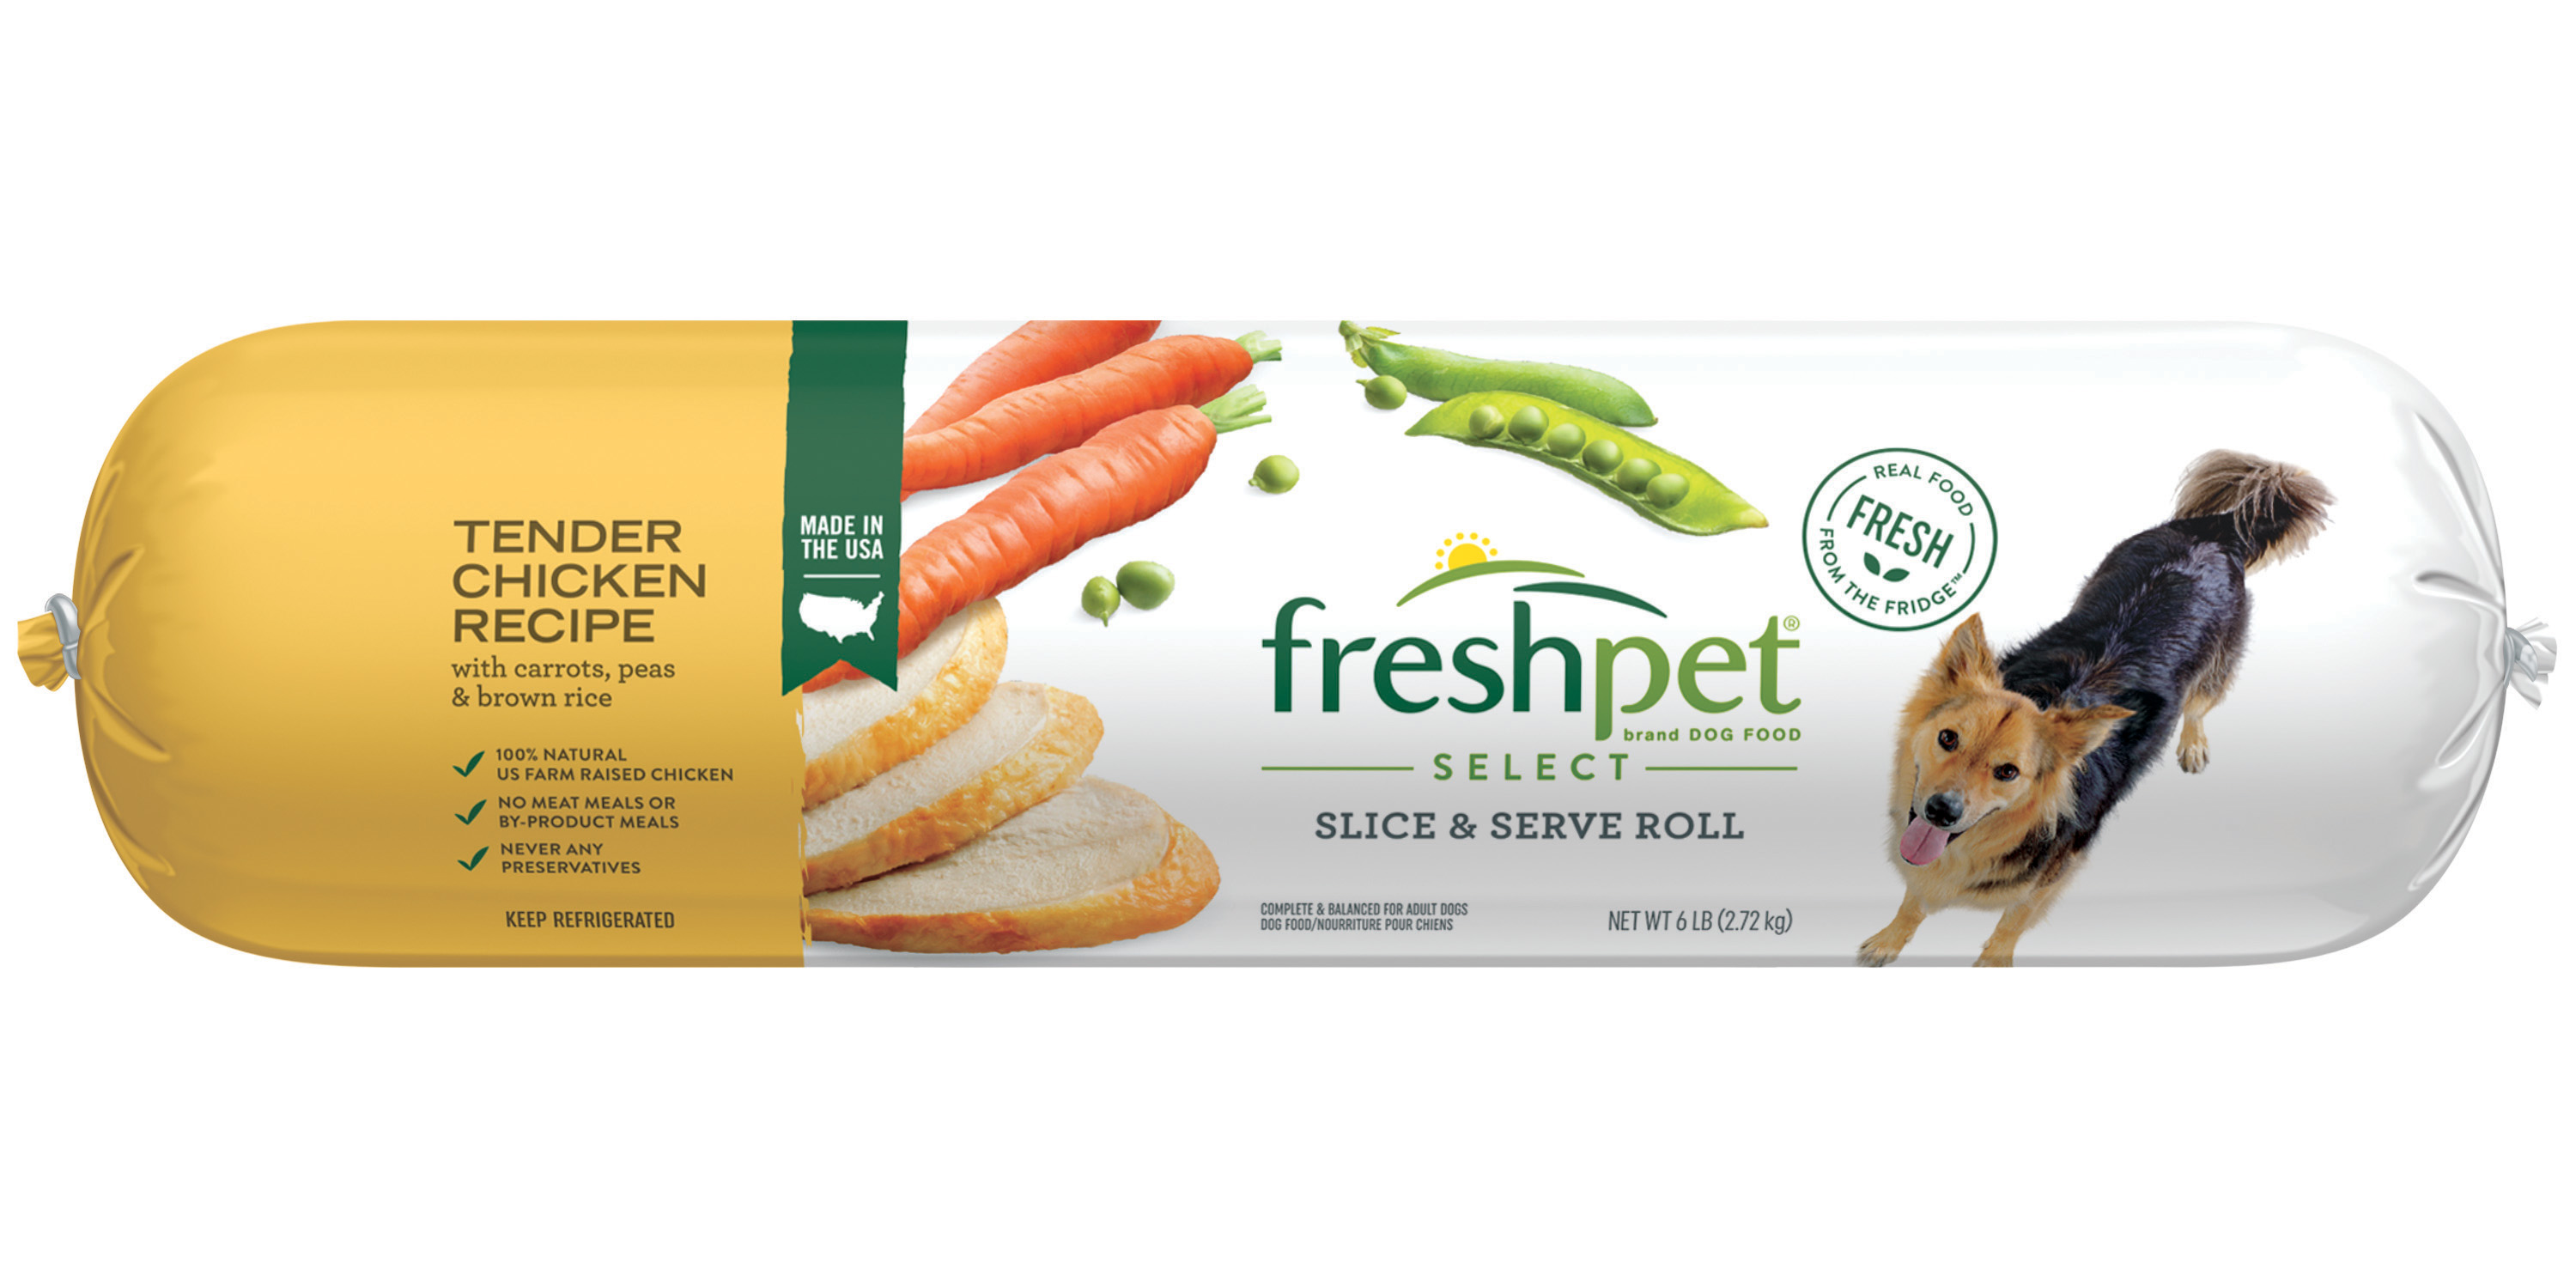 TENDER
CHICKEN
RECIPE
with carrots, peas
& brown rice
100% NATURAL
US FARM RAISED CHICKEN
NO MEAT MEALS OR
BY-PRODUCT MEALS
NEVER ANY
PRESERVATIVES
KEEP REFRIGERATED
MADE IN
THE USA
freshpet®
brand DOG FOOD
SELECT
SLICE & SERVE ROLL
COMPLETE & BALANCED FOR ADULT DOGS
DOG FOOD/NOURRITURE POUR CHIENS
NET WT 6 LB (2.72 kg)
REAL FOOD
FRESH
FROM THE FRIDGE™